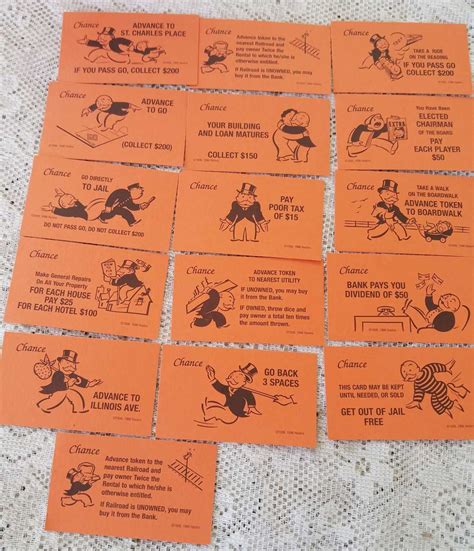 Chance
ADVANCE TO
ST. CHARLES PLACE
IF YOU PASS GO, COLLECT $200
Chance
Advance token to the
nearest Railroad and
pay owner Twice the
Rental to which he/she is
otherwise entitled.
If Railroad is UNOWNED, you may
buy it from the Bank.
Chance
TAKE A RIDE
ON THE READING
IF YOU PASS GO
COLLECT $200
Chance
ADVANCE
TO GO
(COLLECT $200)
Chance
YOUR BUILDING
AND LOAN MATURES
COLLECT $150
Chance
You Have Been
ELECTED
CHAIRMAN
OF THE BOARD
PAY
EACH PLAYER
$50
EXTRA
Chance
GO DIRECTLY
TO JAIL
DO NOT PASS GO, DO NOT COLLECT $200
Chance
PAY
POOR TAX
OF $15
Chance
TAKE A WALK
ON THE BOARDWALK
ADVANCE TOKEN
TO BOARDWALK
Chance
Make General Repairs
On All Your Property
FOR EACH HOUSE
PAY $25
FOR EACH HOTEL $100
Chance
ADVANCE TOKEN
TO NEAREST UTILITY
IF UNOWNED, you may buy
it from the Bank.
IF OWNED, throw dice and
pay owner a total ten times
the amount thrown.
Chance
BANK PAYS YOU
DIVIDEND OF $50
Chance
ADVANCE TO
ILLINOIS AVE.
Chance
GO BACK
3 SPACES
Chance
THIS CARD MAY BE KEPT
UNTIL NEEDED, OR SOLD
GET OUT OF JAIL
FREE
Chance
Advance token to the
nearest Railroad and
pay owner Twice the
Rental to which he/she is
otherwise entitled.
If Railroad is UNOWNED, you may
buy it from the Bank.